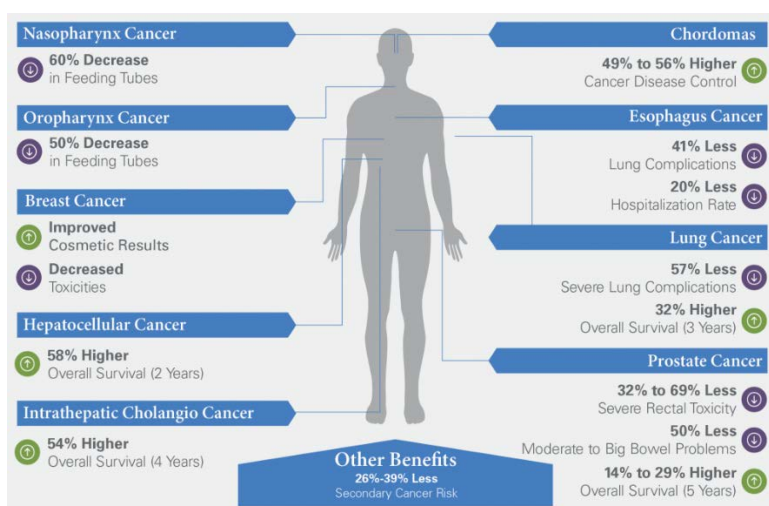 Nasopharynx Cancer
60% Decrease
in Feeding Tubes
Oropharynx Cancer
50% Decrease
in Feeding Tubes
Breast Cancer
Improved
Cosmetic Results
Decreased
Toxicities
Hepatocellular Cancer
58% Higher
Overall Survival (2 Years)
Intrathepatic Cholangio Cancer
54% Higher
Overall Survival (4 Years)
Chordomas
49% to 56% Higher
Cancer Disease Control
Esophagus Cancer
41% Less
Lung Complications
20% Less
Hospitalization Rate
Lung Cancer
57% Less
Severe Lung Complications
32% Higher
Overall Survival (3 Years)
Prostate Cancer
32% to 69% Less
Severe Rectal Toxicity
50% Less
Moderate to Big Bowel Problems
14% to 29% Higher
Overall Survival (5 Years)
Other Benefits
26%-39% Less
Secondary Cancer Risk